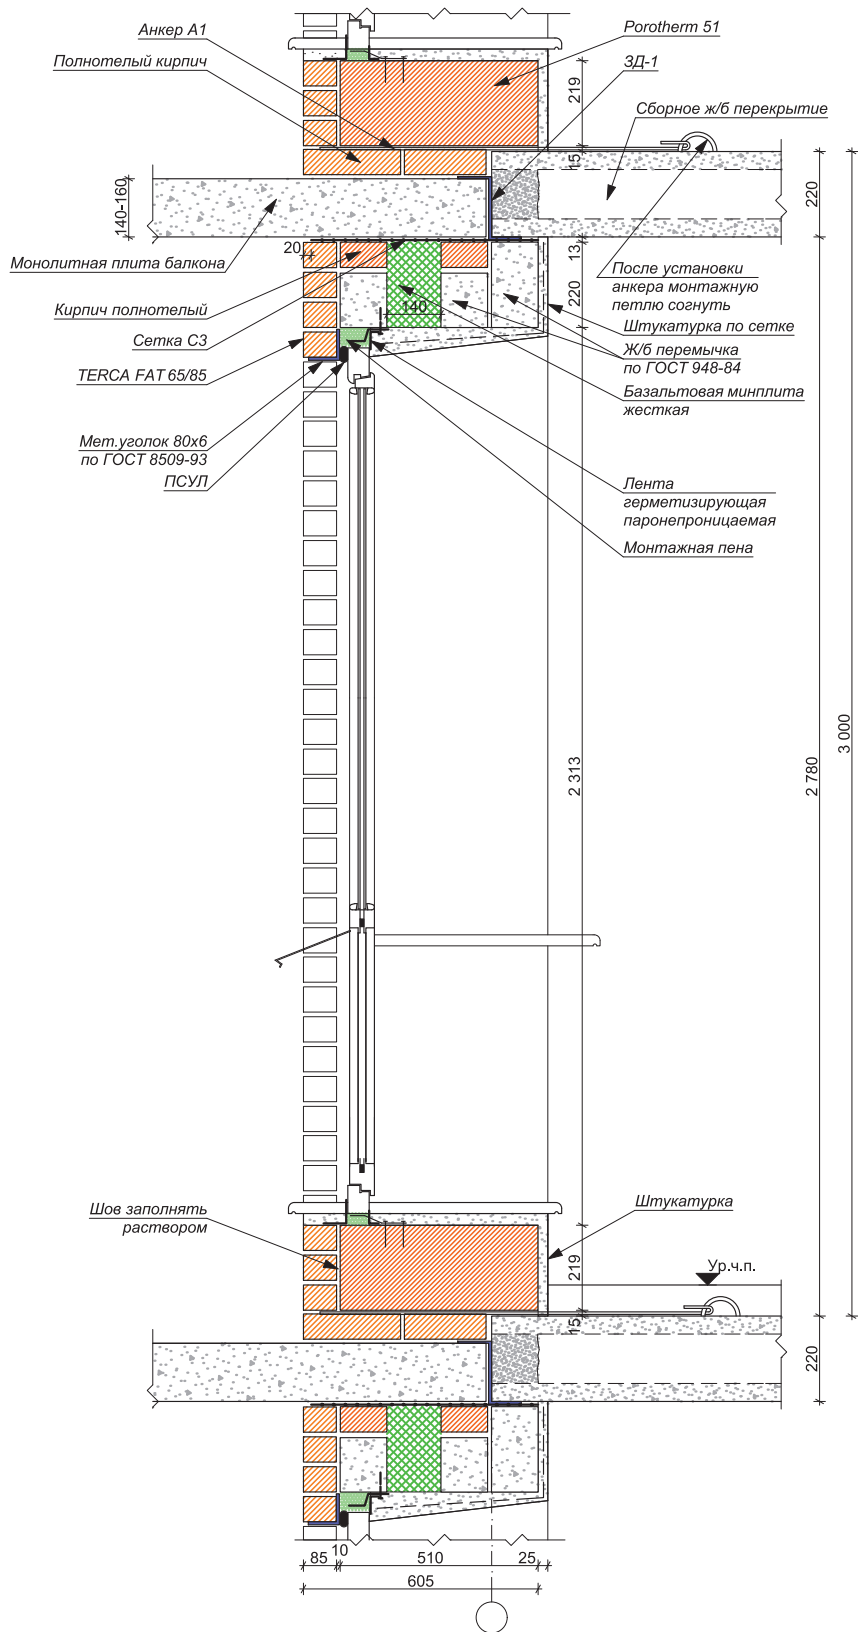 Анкер А1
Полнотелый кирпич
Porotherm 51
ЗД-1
Сборное ж/б перекрытие
219
15
220
140-160
Монолитная плита балкона
20
13
220
140
После установки
анкера монтажную
петлю согнуть
Кирпич полнотелый
Штукатурка по сетке
Сетка С3
Ж/б перемычка
по ГОСТ 948-84
TERCA FAT 65/85
Базальтовая минплита
жесткая
Мет.уголок 80х6
по ГОСТ 8509-93
ПСУЛ
Лента
герметизирующая
паронепроницаемая
Монтажная пена
2 313
2 780
3 000
Шов заполнять
раствором
Штукатурка
219
Ур.ч.п.
15
220
85
10
510
25
605